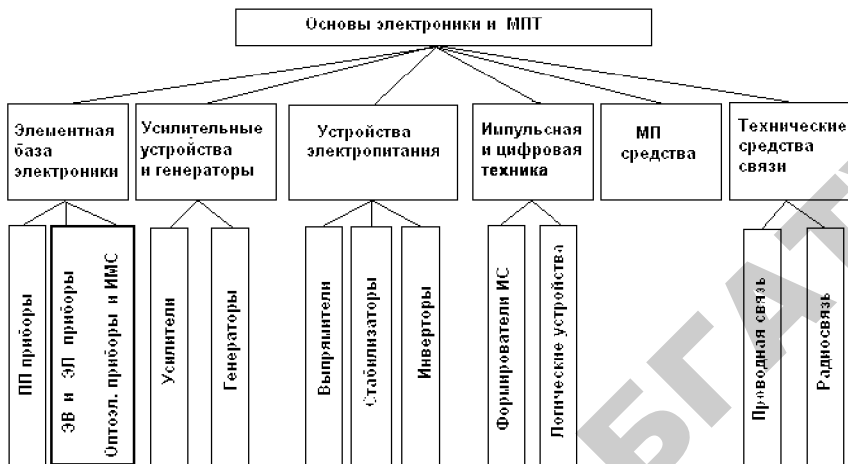 Основы электроники и МПТ
Элементная
база
электроники
Усилительные
устройства
и генераторы
Устройства
электропитания
Импульсная
и цифровая
техника
МП
средства
Технические
средства
связи
ПП приборы
ЭВ и ЭЛ приборы
Оптоэл. приборы и ИМС
Усилители
Генераторы
Выпрямители
Стабилизаторы
Инверторы
Формирователи ИС
Логические устройства
Проводная связь
Радиосвязь
БГАТУ